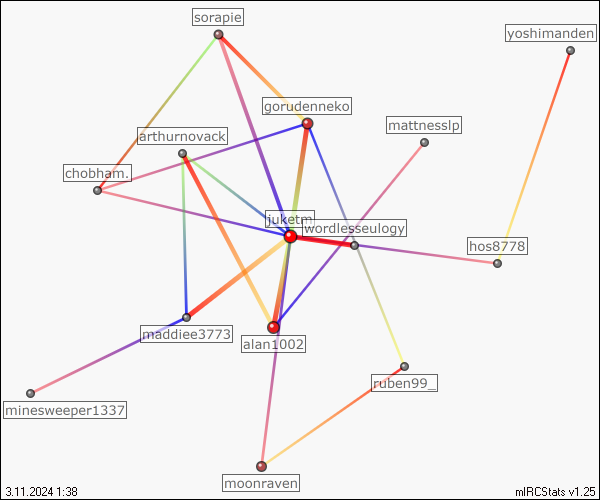 sorapie
yoshimanden
gorudenneko
mattnesslp
arthurnovack
chobham.
juketm
wordlesseulogy
hos8778
maddiee3773
alan1002
ruben99_
minesweeper1337
moonraven
3.11.2024 1:38
mIRCStats v1.25